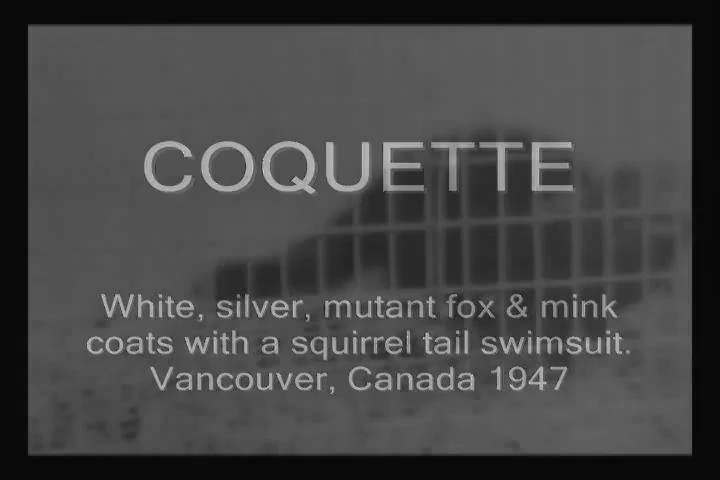 COQUETTE
White, silver, mutant fox & mink
coats with a squirrel tail swimsuit.
Vancouver, Canada 1947